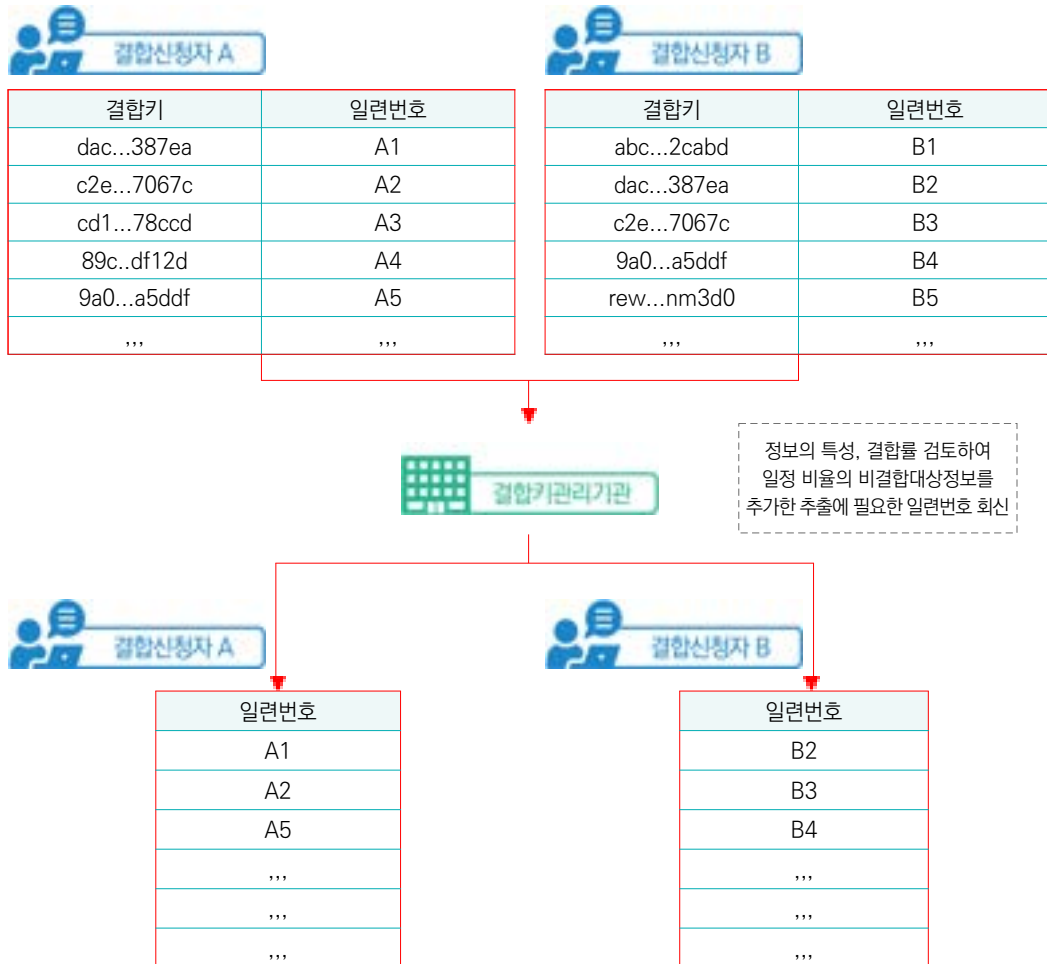 결합신청자 A
결합신청자 B
결합키 일련번호
dac...387ea A1
c2e...7067c A2
cd1...78ccd A3
89c..df12d A4
9a0...a5ddf A5
,,, ,,,
결합키 일련번호
abc...2cabd B1
dac...387ea B2
c2e...7067c B3
9a0...a5ddf B4
rew...nm3d0 B5
,,, ,,,
결합키관리기관
정보의 특성, 결합률 검토하여
일정 비율의 비결합대상정보를
추가한 추출에 필요한 일련번호 회신
결합신청자 A
결합신청자 B
일련번호
A1
A2
A5
,,,
,,,
,,,
일련번호
B2
B3
B4
,,,
,,,
,,,